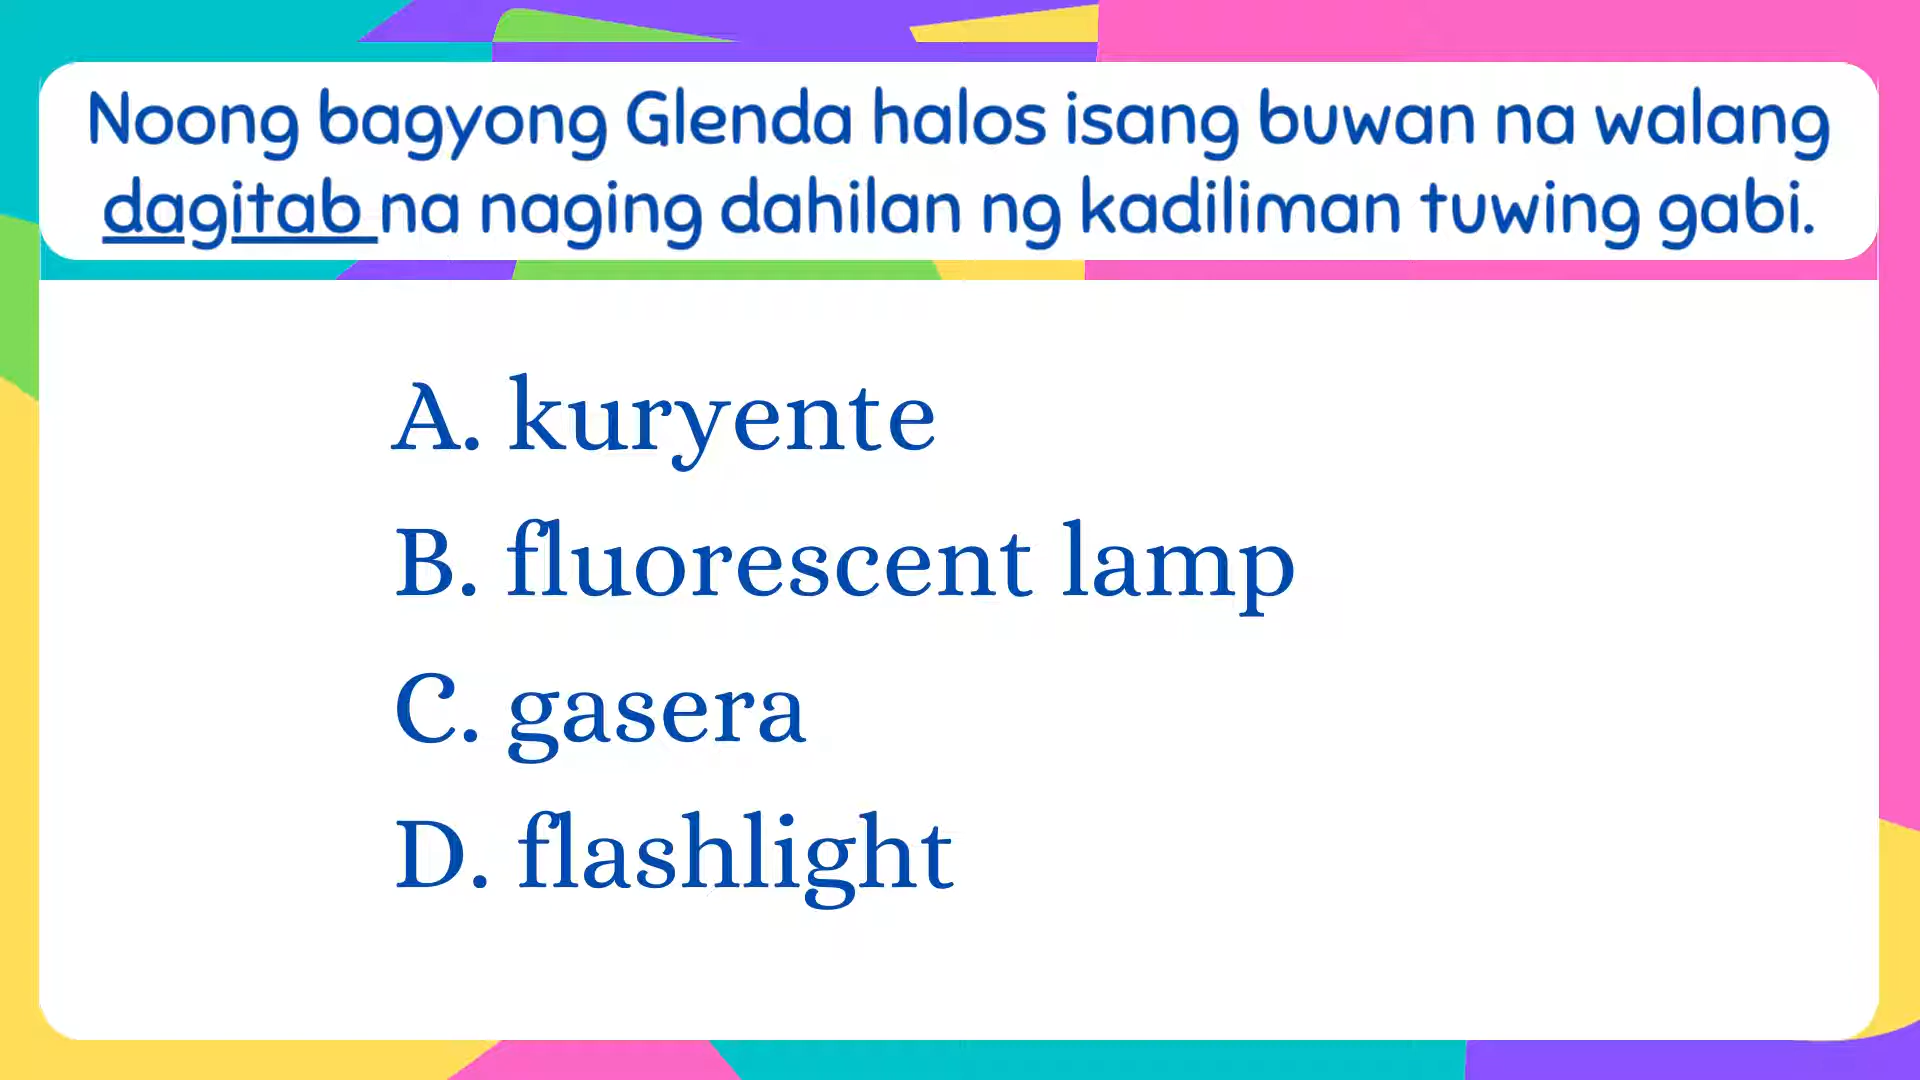 Noong bagyong Glenda halos isang buwan na walang
dagitab na naging dahilan ng kadiliman tuwing gabi.
A. kuryente
B. fluorescent lamp
C. gasera
D. flashlight